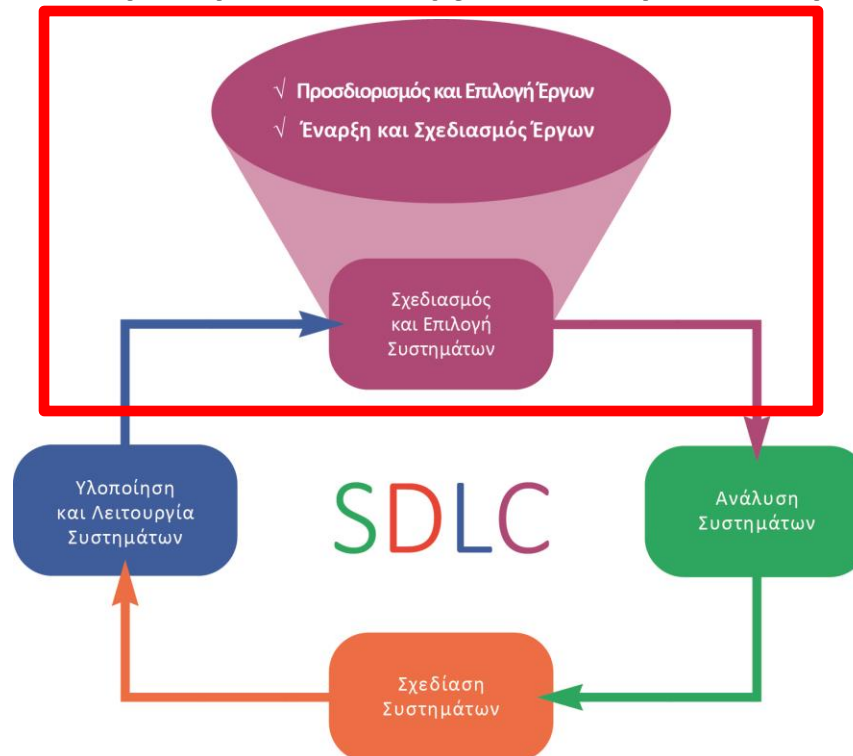 √ Προσδιορισμός και Επιλογή Έργων
√ Έναρξη και Σχεδιασμός Έργων
Σχεδιασμός
και Επιλογή
Συστημάτων
Υλοποίηση
και Λειτουργία
Συστημάτων
SDLC
Ανάλυση
Συστημάτων
Σχεδίαση
Συστημάτων